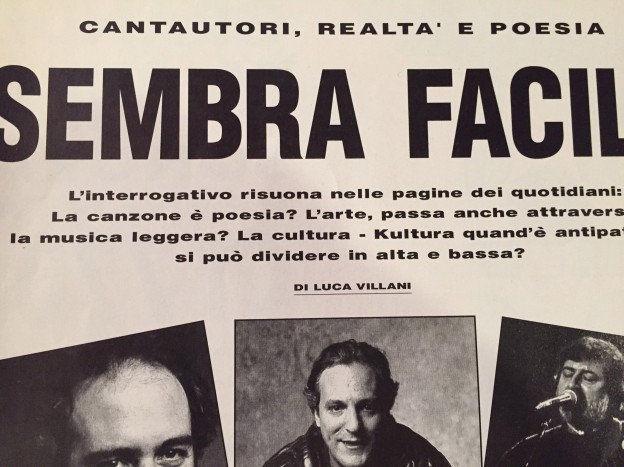 CANTAUTORI, REALTA' E POESIA
SEMBRA FACIL
L'interrogativo risuona nelle pagine dei quotidiani:
La canzone è poesia? L'arte, passa anche attravers
la musica leggera? La cultura - Kultura quand'è antipa
si può dividere in alta e bassa?
DI LUCA VILLANI